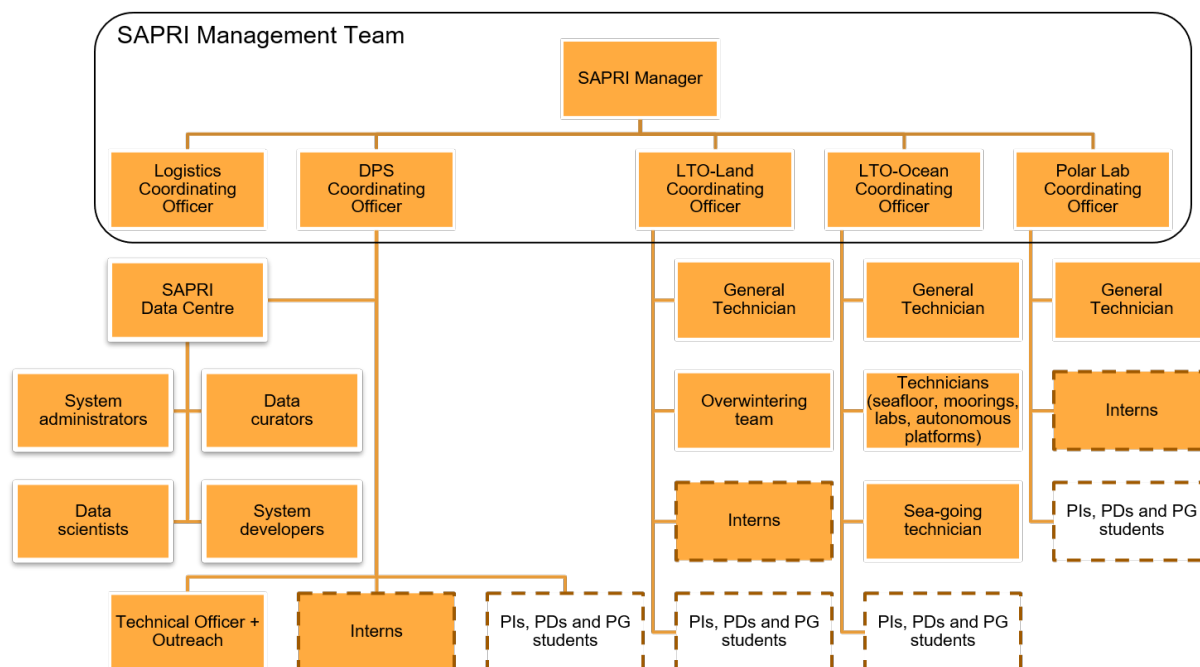 SAPRI Management Team
SAPRI Manager
Logistics
Coordinating
Officer
DPS
Coordinating
Officer
LTO-Land
Coordinating
Officer
LTO-Ocean
Coordinating
Officer
Polar Lab
Coordinating
Officer
SAPRI
Data Centre
General
Technician
General
Technician
General
Technician
System
administrators
Data
curators
Overwintering
team
Technicians
(seafloor, moorings,
labs, autonomous
platforms)
Interns
Data
scientists
System
developers
Interns
Sea-going
technician
PIs, PDs and PG
students
Technical Officer +
Outreach
Interns
PIs, PDs and PG
students
PIs, PDs and PG
students
PIs, PDs and PG
students